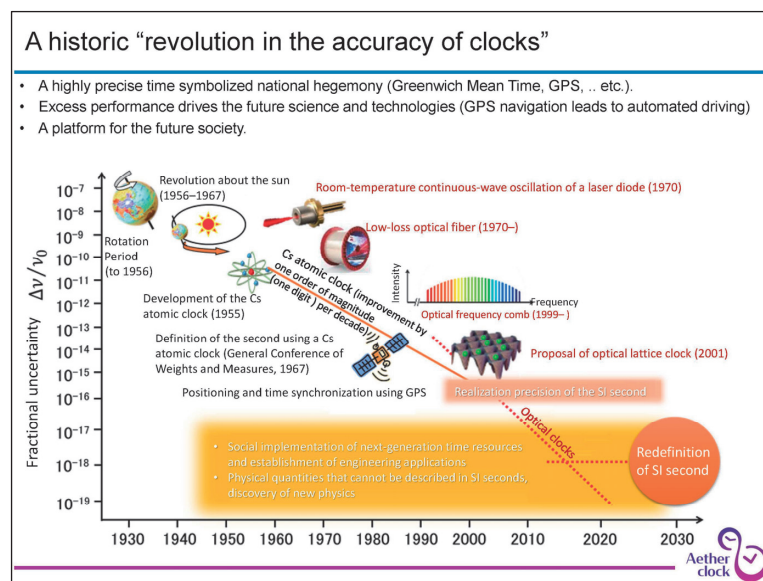 A historic “revolution in the accuracy of clocks”
• A highly precise time symbolized national hegemony (Greenwich Mean Time, GPS, .. etc.).
• Excess performance drives the future science and technologies (GPS navigation leads to automated driving)
• A platform for the future society.
Fractional uncertainty Δν/ν0
10-7
10-8
10-9
10-10
10-11
10-12
10-13
10-14
10-15
10-16
10-17
10-18
10-19
Rotation
Period
(to 1956)
Revolution about the sun
(1956–1967)
Room-temperature continuous-wave oscillation of a laser diode (1970)
Low-loss optical fiber (1970–)
Development of the Cs
atomic clock (1955)
Cs atomic clock (improvement by
one order of magnitude
(one digit) per decade)
Intensity
Frequency
Optical frequency comb (1999– )
Definition of the second using a Cs
atomic clock (General Conference of
Weights and Measures, 1967)
Proposal of optical lattice clock (2001)
Positioning and time synchronization using GPS
Realization precision of the SI second
Optical clocks
• Social implementation of next-generation time resources
and establishment of engineering applications
• Physical quantities that cannot be described in SI seconds,
discovery of new physics
Redefinition
of SI second
1930
1940
1950
1960
1970
1980
1990
2000
2010
2020
2030
Aether
clock